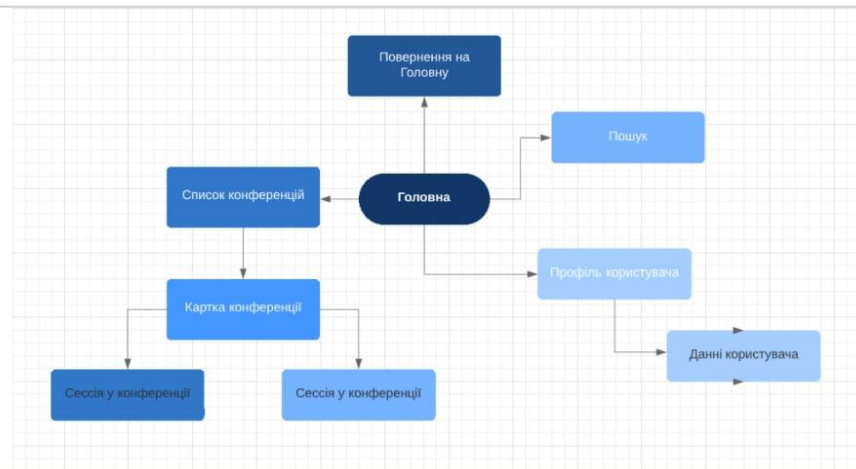 Повернення на
Головну
Пошук
Список конференцій
Головна
Профіль користувача
Картка конференції
Данні користувача
Сессія у конференції
Сессія у конференції